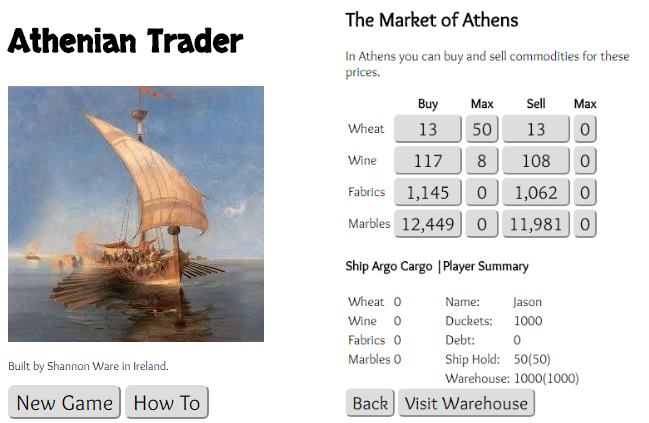 Athenian Trader
Built by Shannon Ware in Ireland.
New Game How To
The Market of Athens
In Athens you can buy and sell commodities for these
prices.
Buy Max Sell Max
Wheat 13 50 13 0
Wine 117 8 108 0
Fabrics 1,145 0 1,062 0
Marbles 12,449 0 11,981 0
Ship Argo Cargo |Player Summary
Wheat 0 Name: Jason
Wine 0 Duckets: 1000
Fabrics 0 Debt: 0
Marbles 0 Ship Hold: 50(50)
Warehouse: 1000(1000)
Back Visit Warehouse